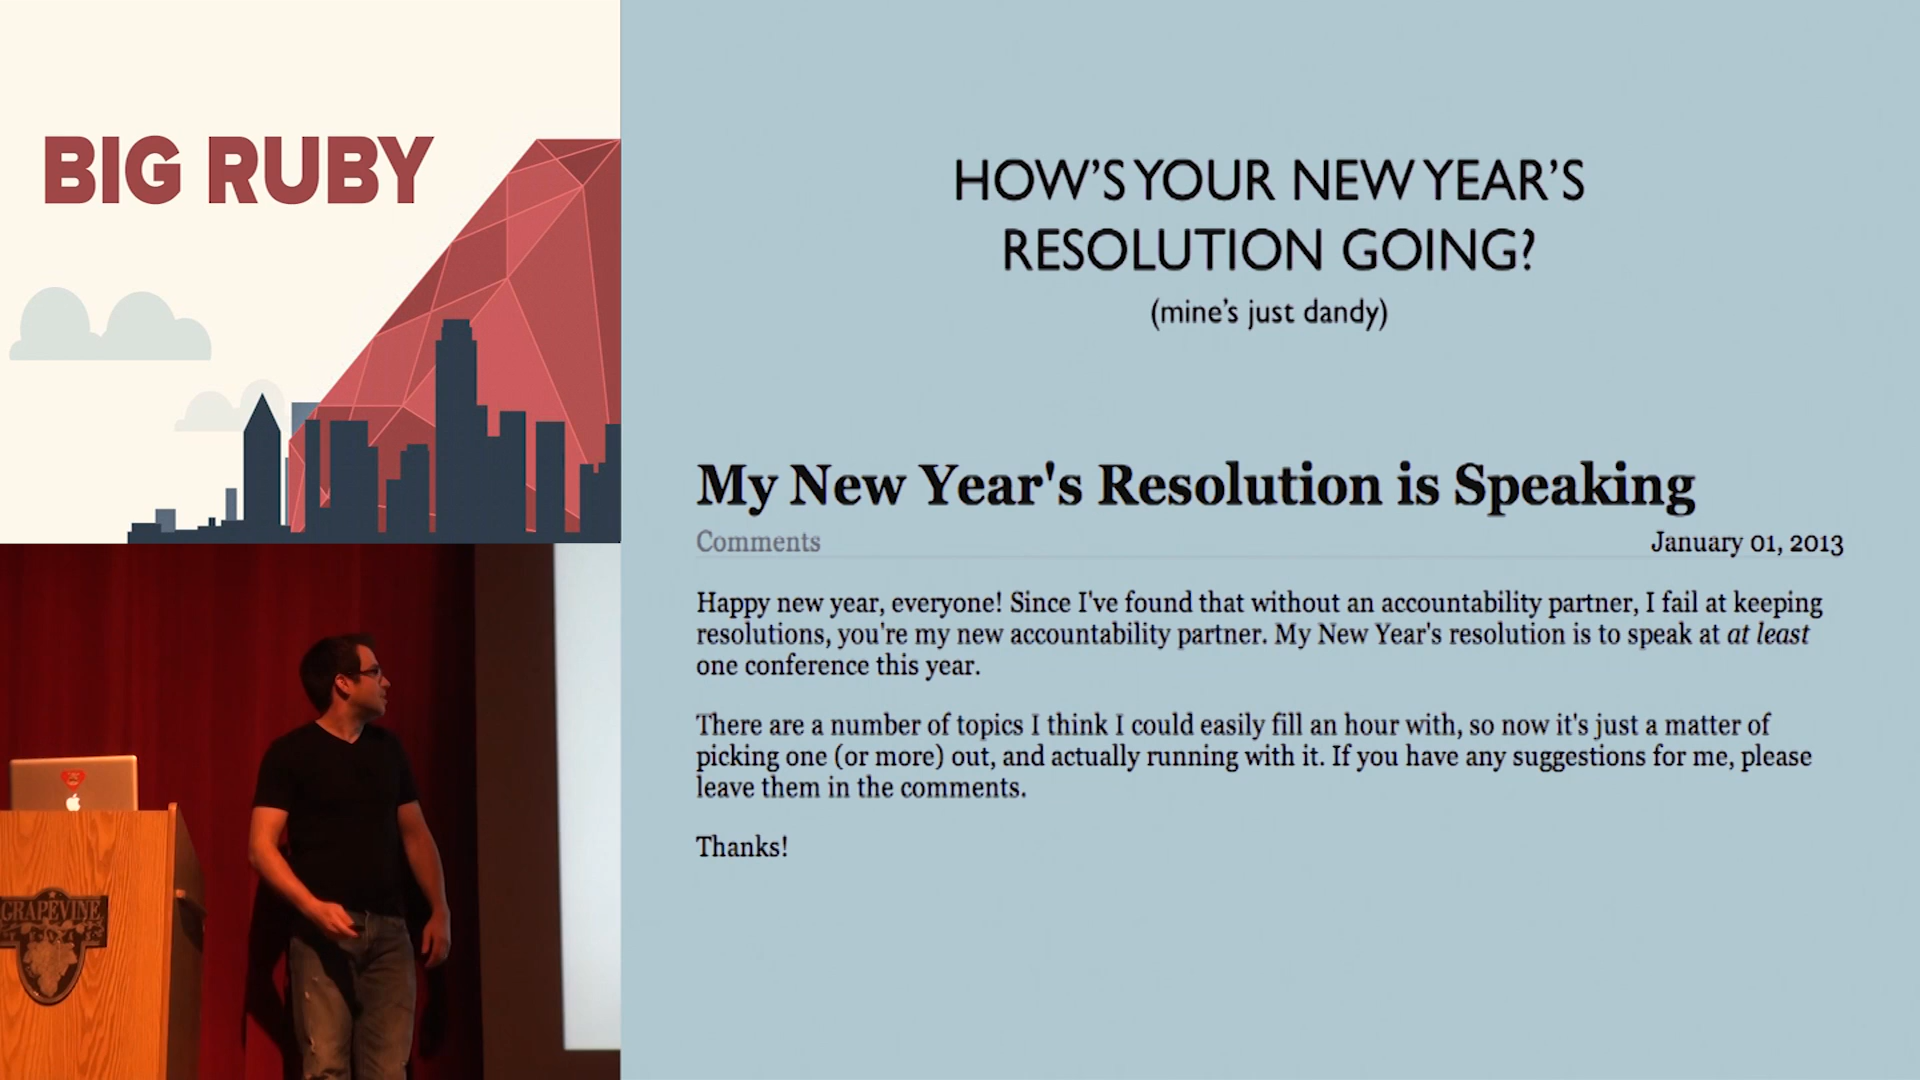 BIG RUBY
HOW'S YOUR NEW YEAR'S
RESOLUTION GOING?
(mine's just dandy)
My New Year's Resolution is Speaking
Comments
January 01, 2013
Happy new year, everyone! Since I've found that without an accountability partner, I fail at keeping
resolutions, you're my new accountability partner. My New Year's resolution is to speak at at least
one conference this year.
There are a number of topics I think I could easily fill an hour with, so now it's just a matter of
picking one (or more) out, and actually running with it. If you have any suggestions for me, please
leave them in the comments.
Thanks!
GRAPEVINE